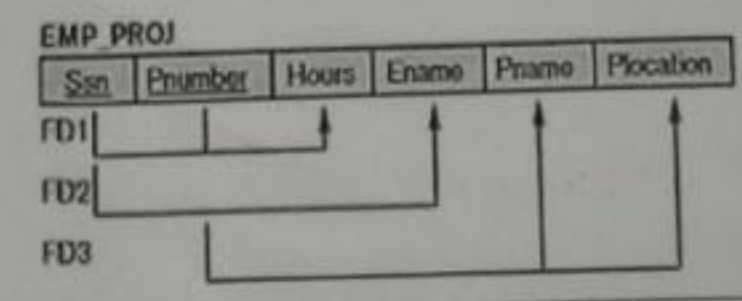 EMP_PROJ
Ssn Pnumber Hours Ename Pname Plocation
FD1
FD2
FD3